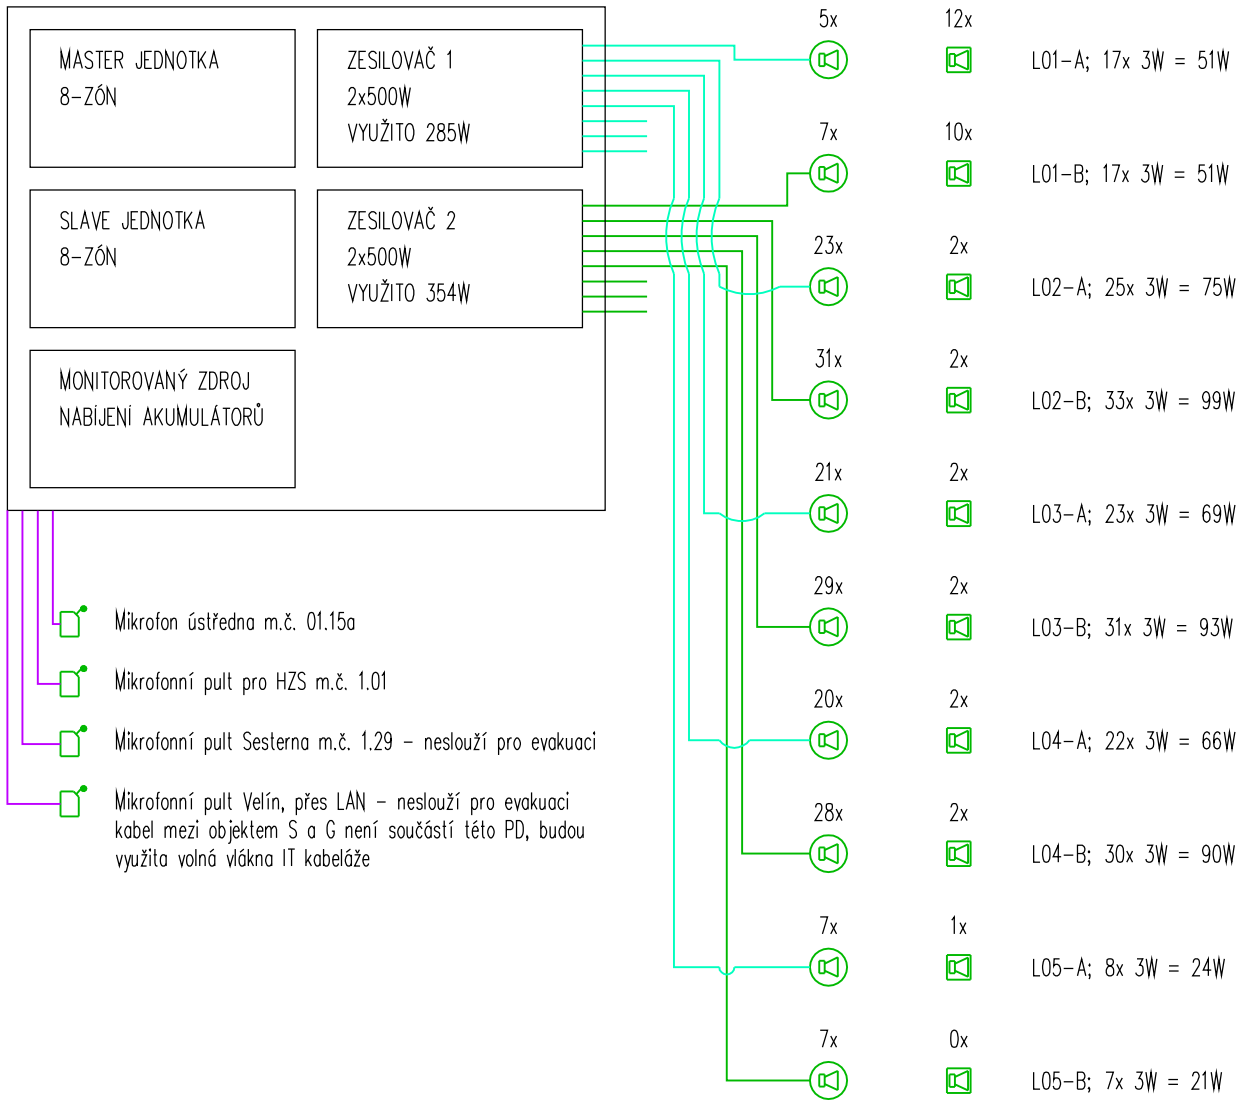 MASTER JEDNOTKA
8-ZÓN
ZESILOVAČ 1
2x500W
VYUŽITO 285W
SLAVE JEDNOTKA
8-ZÓN
ZESILOVAČ 2
2x500W
VYUŽITO 354W
MONITOROVANÝ ZDROJ
NABÍJENÍ AKUMULÁTORŮ
Mikrofon ústředna m.č. 01.15a
Mikrofonní pult pro HZS m.č. 1.01
Mikrofonní pult Sesterna m.č. 1.29 - neslouží pro evakuaci
Mikrofonní pult Velín, přes LAN - neslouží pro evakuaci
kabel mezi objektem S a G není součástí této PD, budou
využita volná vlákna IT kabeláže
5x 12x
L01-A; 17x 3W = 51W
7x 10x
L01-B; 17x 3W = 51W
23x 2x
L02-A; 25x 3W = 75W
31x 2x
L02-B; 33x 3W = 99W
21x 2x
L03-A; 23x 3W = 69W
29x 2x
L03-B; 31x 3W = 93W
20x 2x
L04-A; 22x 3W = 66W
28x 2x
L04-B; 30x 3W = 90W
7x 1x
L05-A; 8x 3W = 24W
7x 0x
L05-B; 7x 3W = 21W